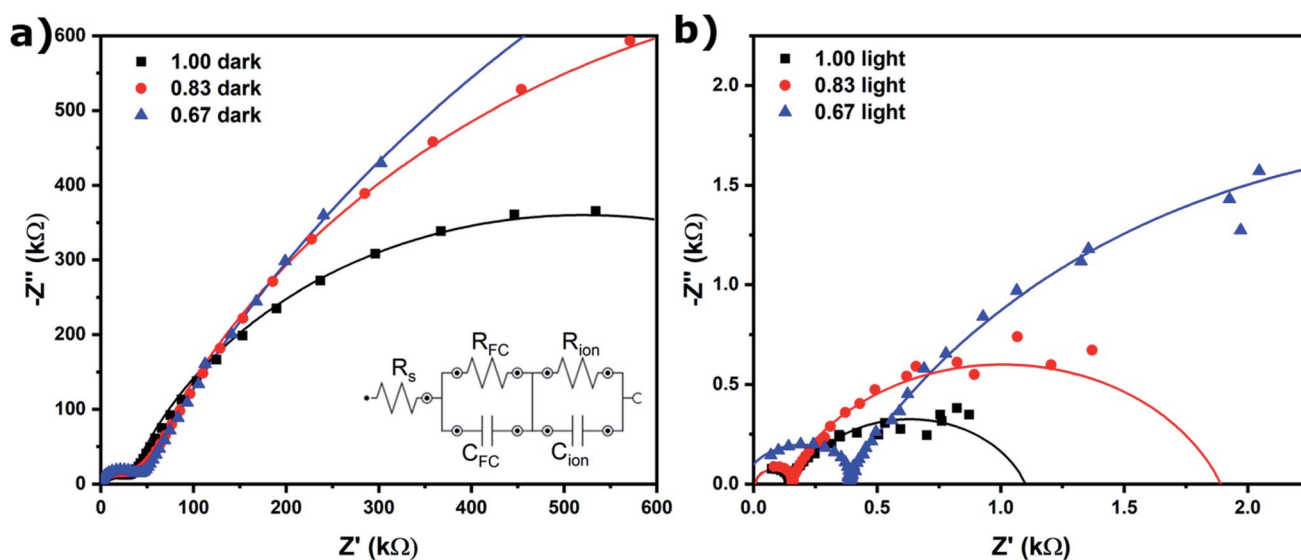 a)
1.00 dark
0.83 dark
0.67 dark
-Z'' (kΩ)
600
500
400
300
200
100
0
0 100 200 300 400 500 600
Z' (kΩ)
R_s
R_FC
R_ion
C_FC
C_ion
b)
1.00 light
0.83 light
0.67 light
-Z'' (kΩ)
2.0
1.5
1.0
0.5
0.0
0.0 0.5 1.0 1.5 2.0
Z' (kΩ)